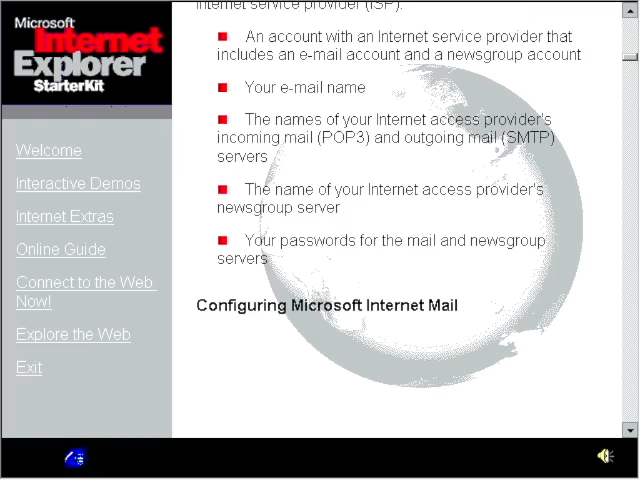 Microsoft
Internet
Explorer
StarterKit
Welcome
Interactive Demos
Internet Extras
Online Guide
Connect to the Web
Now!
Explore the Web
Exit
Internet service provider (ISP):
An account with an Internet service provider that
includes an e-mail account and a newsgroup account
Your e-mail name
The names of your Internet access provider's
incoming mail (POP3) and outgoing mail (SMTP)
servers
The name of your Internet access provider's
newsgroup server
Your passwords for the mail and newsgroup
servers
Configuring Microsoft Internet Mail